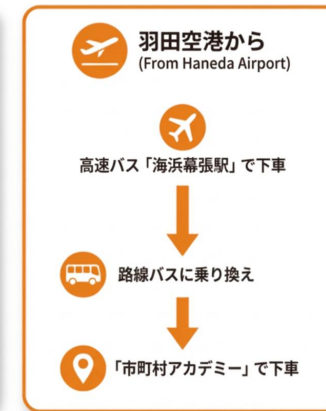 羽田空港から
(From Haneda Airport)
高速バス「海浜幕張駅」で下車
路線バスに乗り換え
「市町村アカデミー」で下車